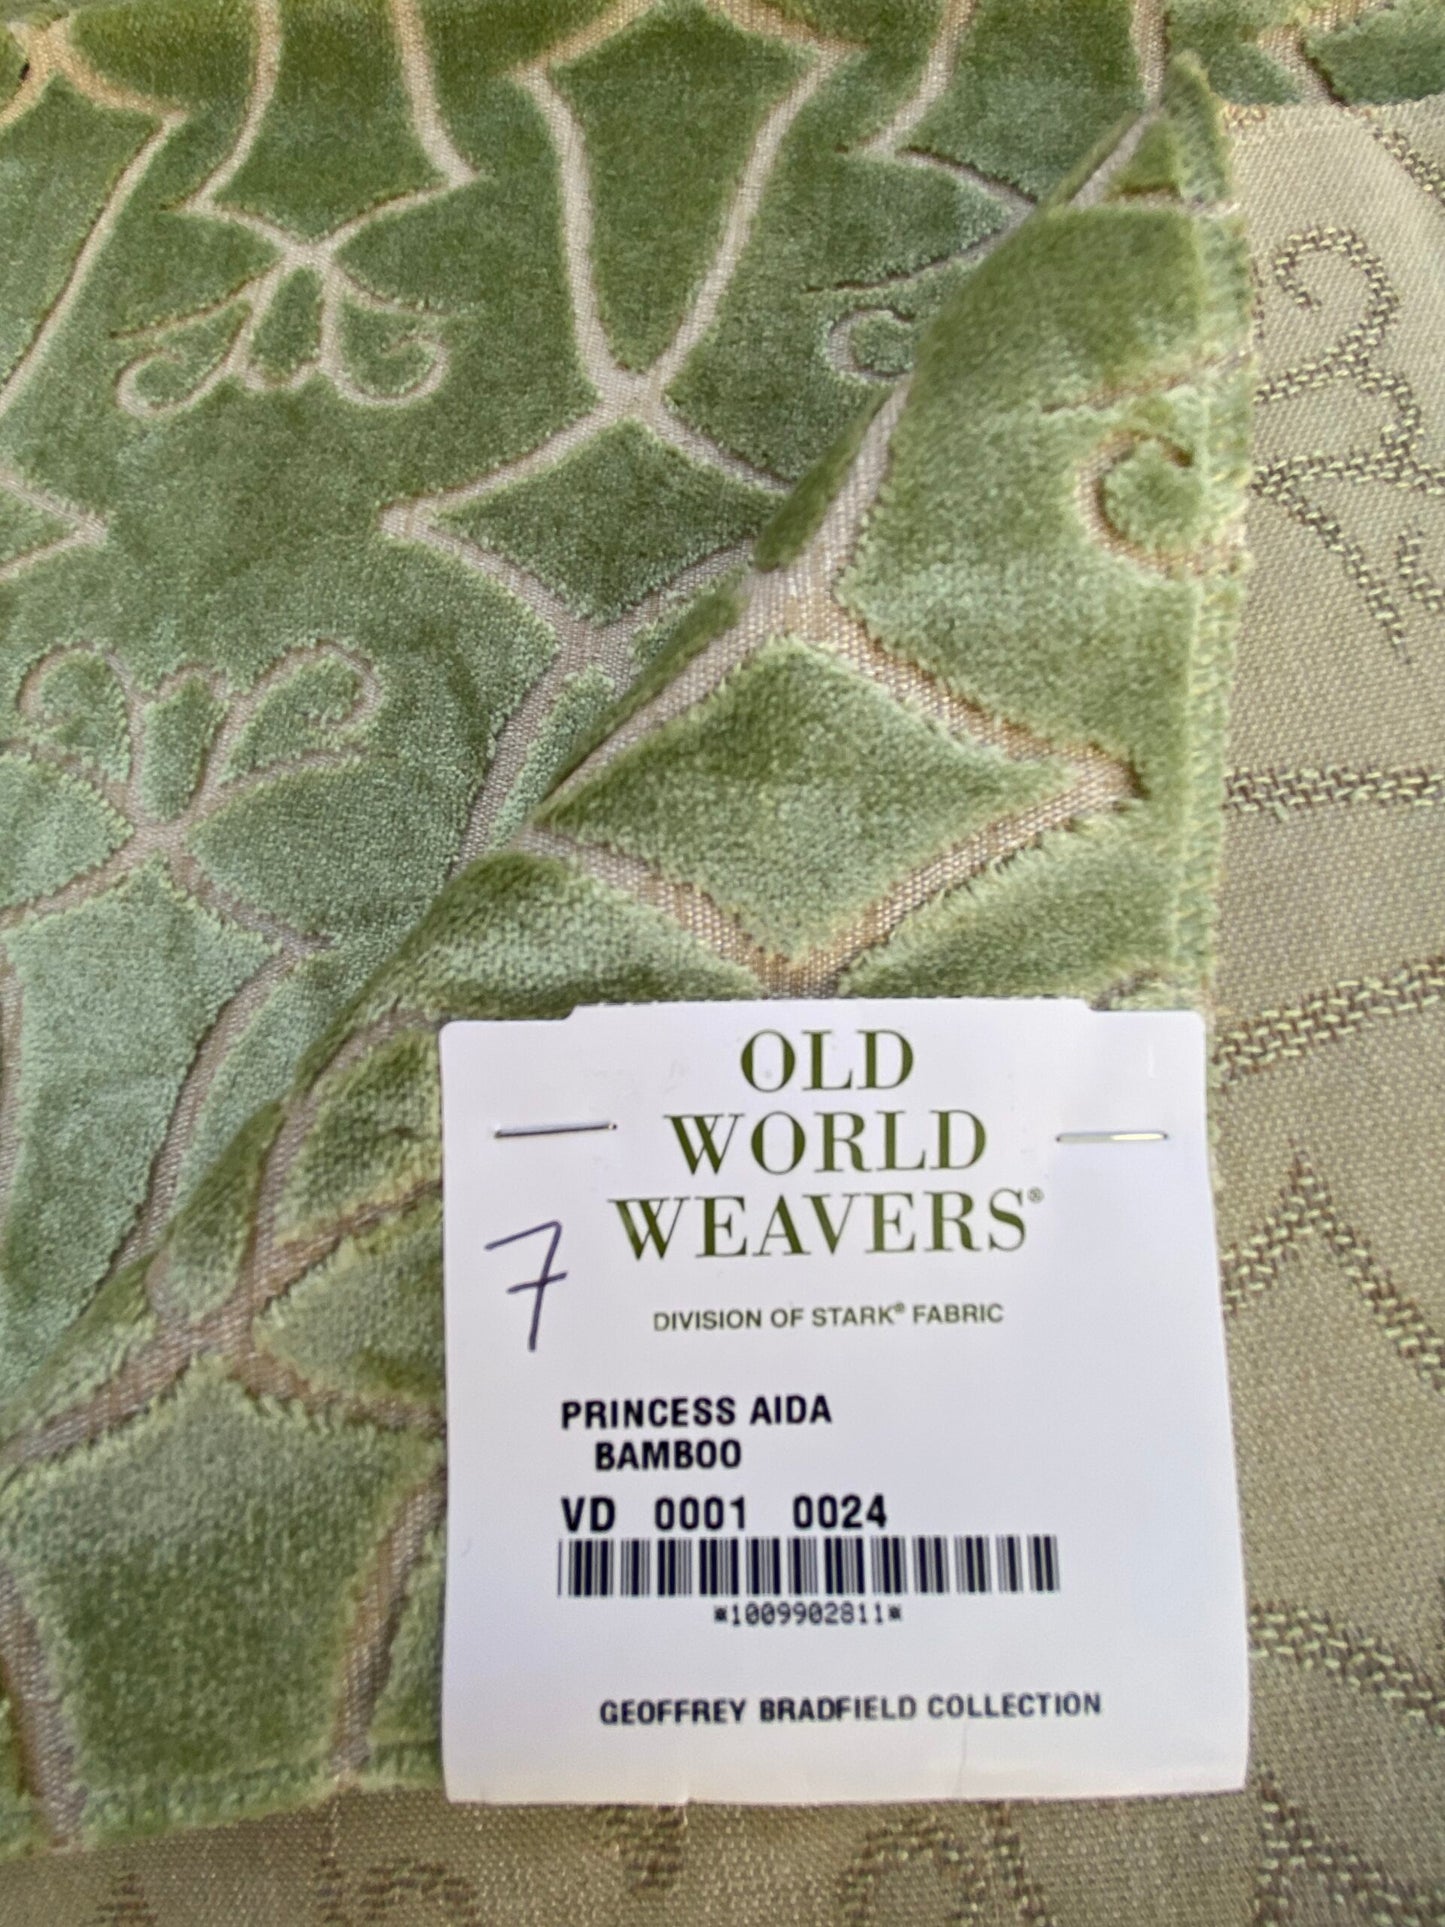 OLD
WORLD
WEAVERS®
7
DIVISION OF STARK® FABRIC
PRINCESS AIDA
BAMBOO
VD 0001 0024
*1009902811*
GEOFFREY BRADFIELD COLLECTION